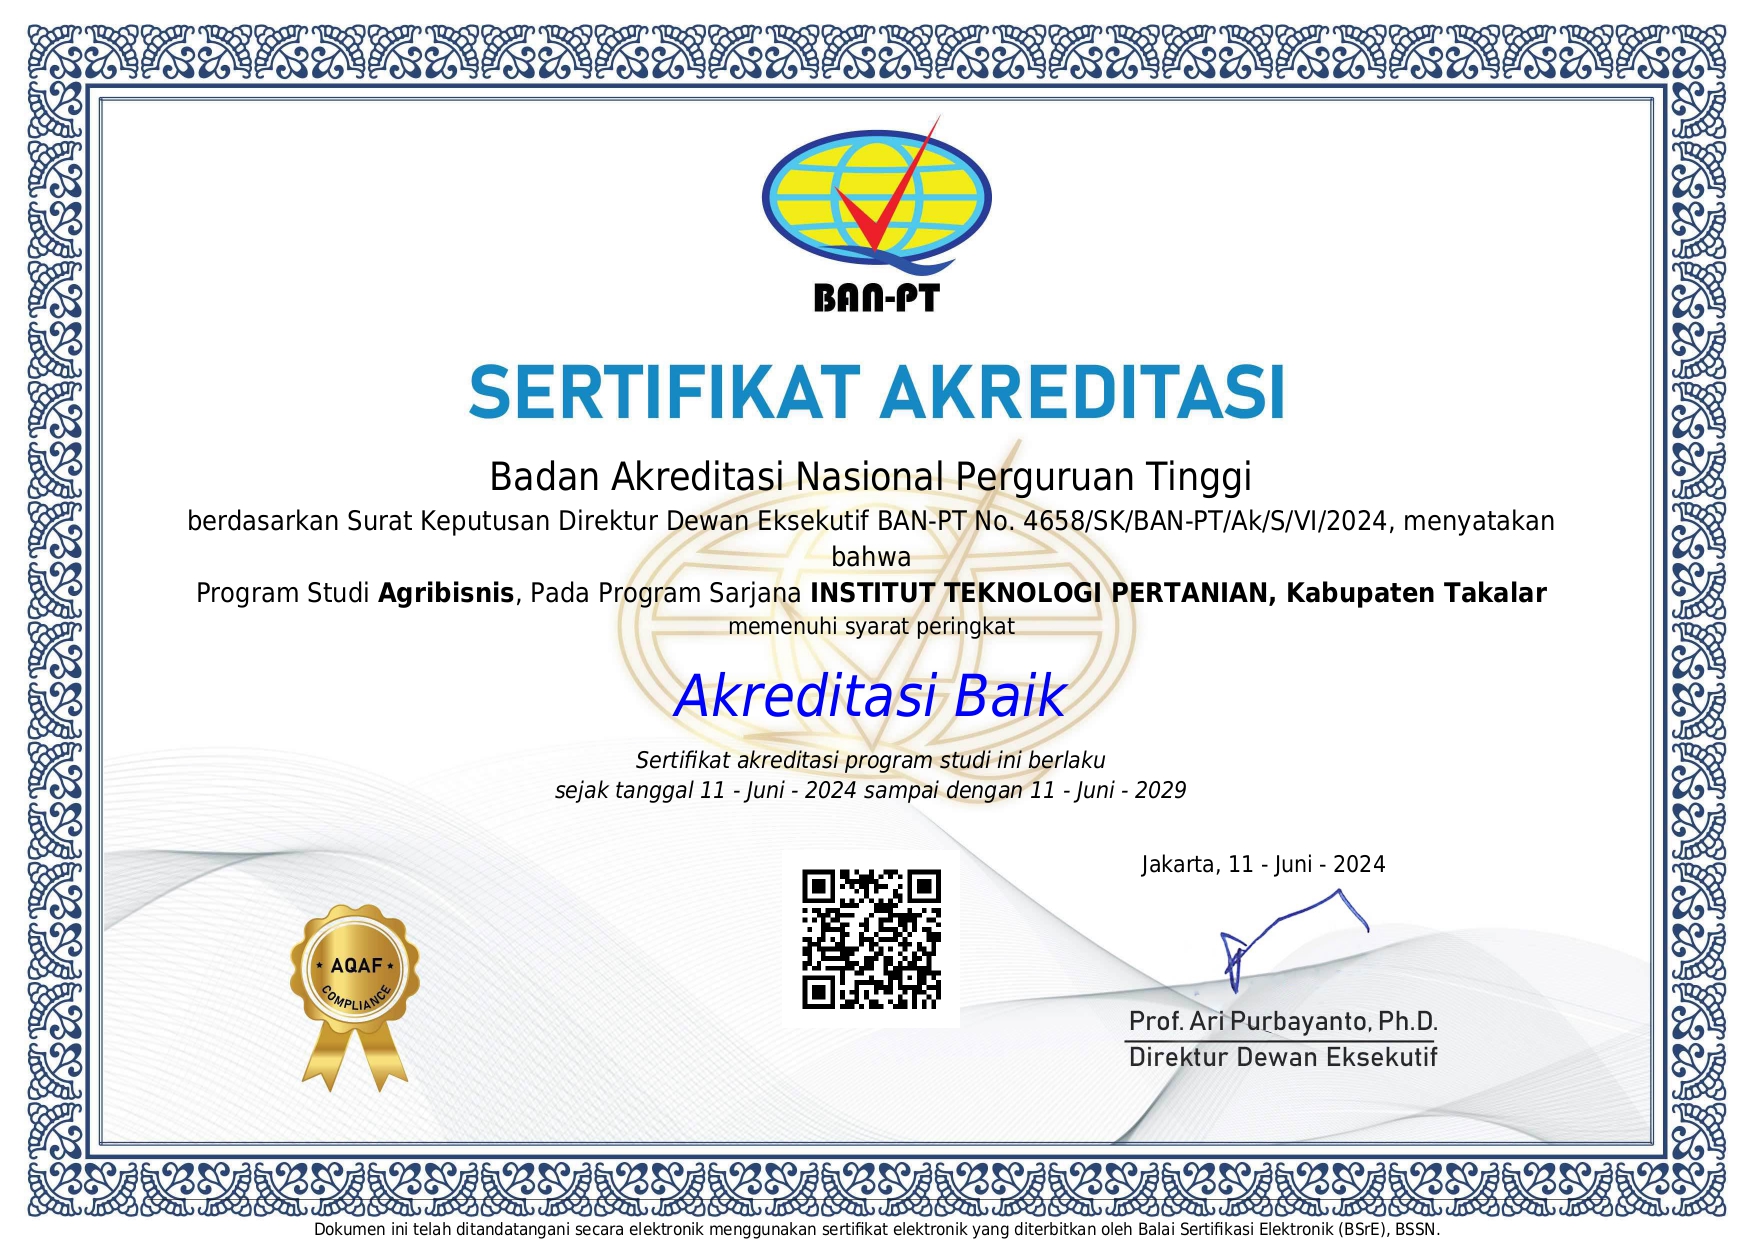 BAN-PT
SERTIFIKAT AKREDITASI
Badan Akreditasi Nasional Perguruan Tinggi
berdasarkan Surat Keputusan Direktur Dewan Eksekutif BAN-PT No. 4658/SK/BAN-PT/Ak/S/VI/2024, menyatakan
bahwa
Program Studi Agribisnis, Pada Program Sarjana INSTITUT TEKNOLOGI PERTANIAN, Kabupaten Takalar
memenuhi syarat peringkat
Akreditasi Baik
Sertifikat akreditasi program studi ini berlaku
sejak tanggal 11 - Juni - 2024 sampai dengan 11 - Juni - 2029
Jakarta, 11 - Juni - 2024
AQAF
COMPLIANCE
Prof. Ari Purbayanto, Ph.D.
Direktur Dewan Eksekutif
Dokumen ini telah ditandatangani secara elektronik menggunakan sertifikat elektronik yang diterbitkan oleh Balai Sertifikasi Elektronik (BSrE), BSSN.